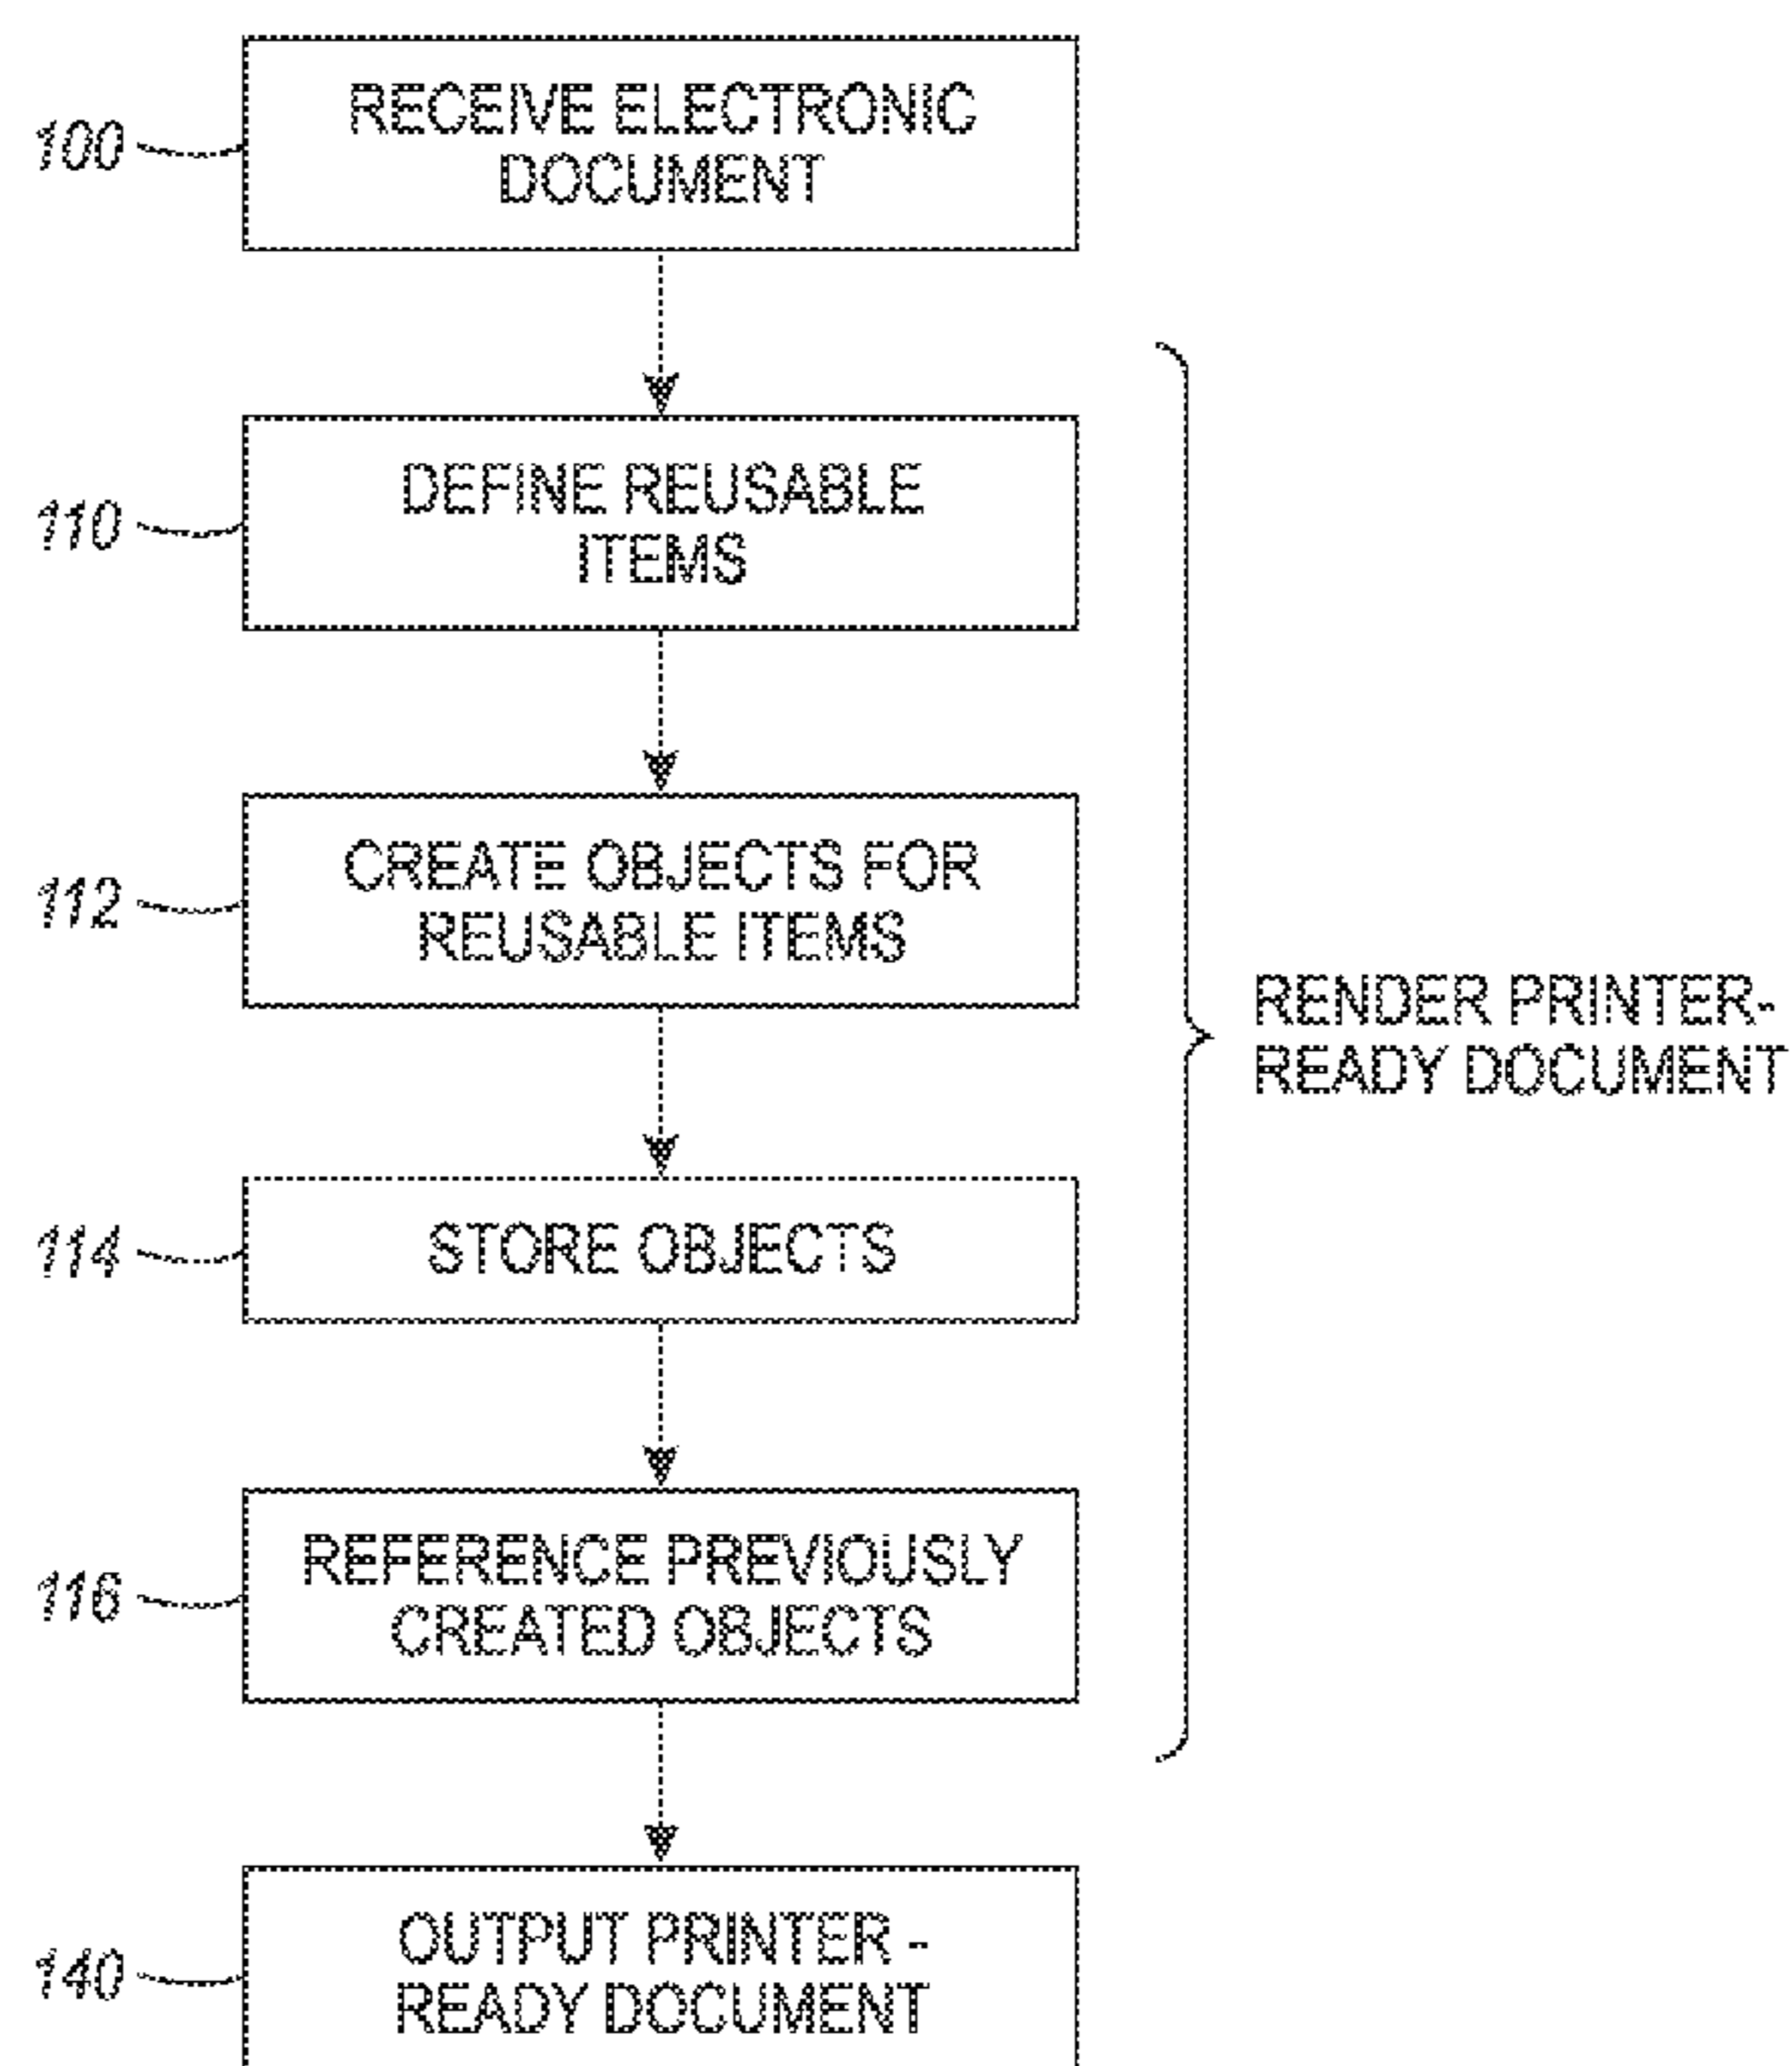 100
RECEIVE ELECTRONIC
DOCUMENT
110
DEFINE REUSABLE
ITEMS
112
CREATE OBJECTS FOR
REUSABLE ITEMS
RENDER PRINTER-
READY DOCUMENT
114
STORE OBJECTS
116
REFERENCE PREVIOUSLY
CREATED OBJECTS
140
OUTPUT PRINTER -
READY DOCUMENT